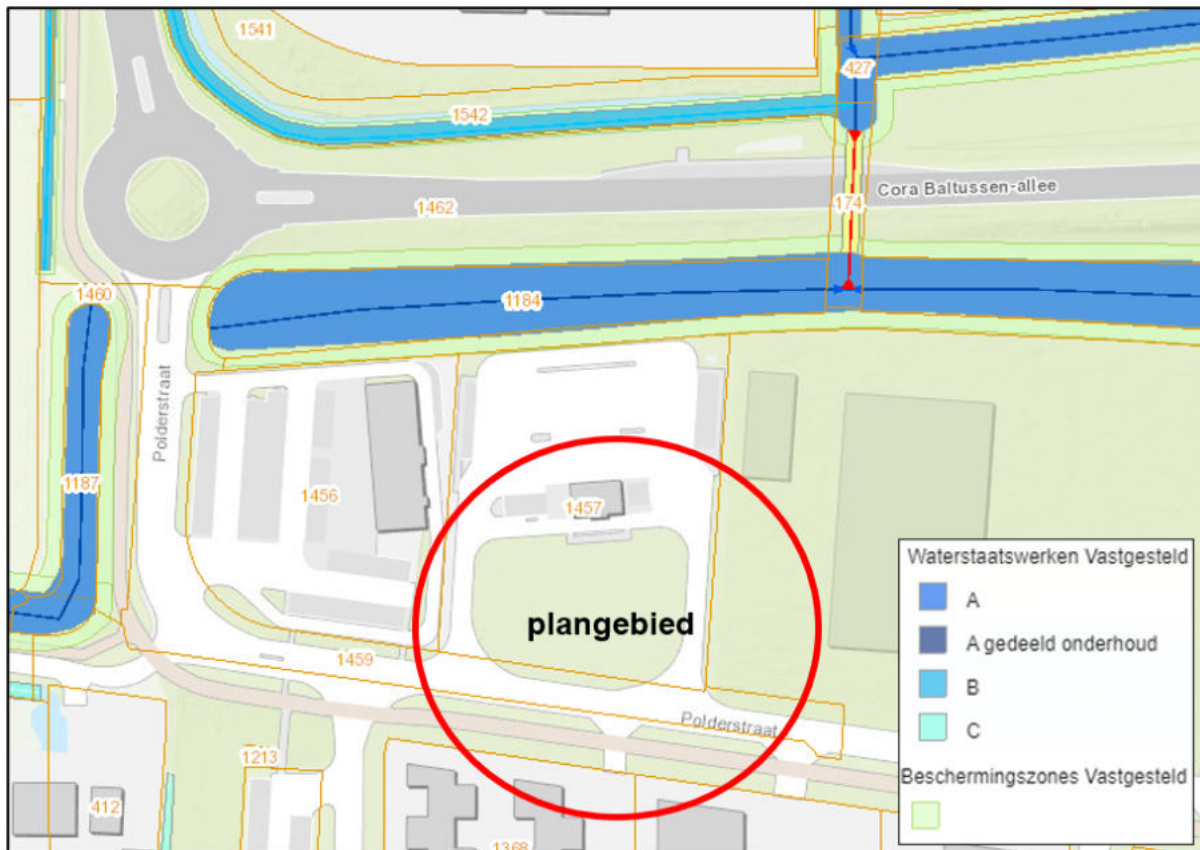 1541
427
1542
Cora Baltussen-allee
1462
174
1460
1184
Polderstraat
1187
1456
1457
Waterstaatswerken Vastgesteld
A
A gedeeld onderhoud
B
C
Beschermingszones Vastgesteld
plangebied
1459
Polderstraat
1213
412
1368